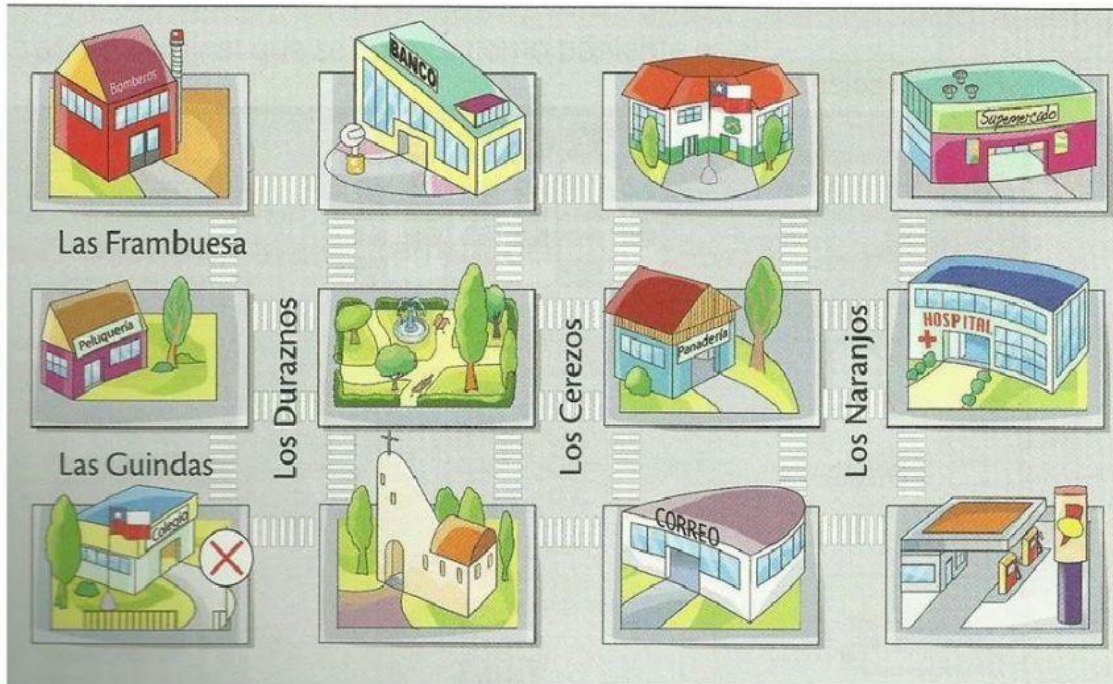 Bomberos
BANCO
Supermercado
Las Frambuesa
Peluquería
Los Duraznos
Los Cerezos
Panadería
Los Naranjos
HOSPITAL
Las Guindas
Colegio
CORREO